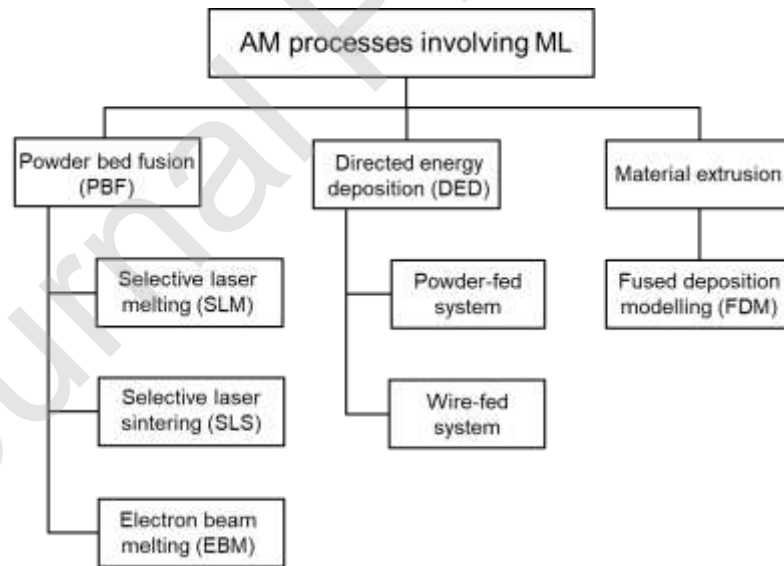 AM processes involving ML
Powder bed fusion
(PBF)
Directed energy
deposition (DED)
Material extrusion
Selective laser
melting (SLM)
Powder-fed
system
Fused deposition
modelling (FDM)
Selective laser
sintering (SLS)
Wire-fed
system
Electron beam
melting (EBM)